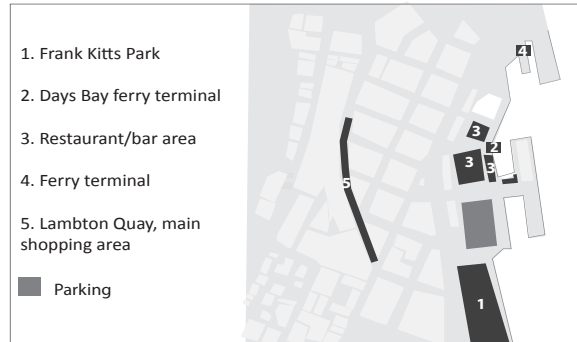 1. Frank Kitts Park
2. Days Bay ferry terminal
3. Restaurant/bar area
4. Ferry terminal
5. Lambton Quay, main
shopping area
Parking
4
3
2
3
3
5
1